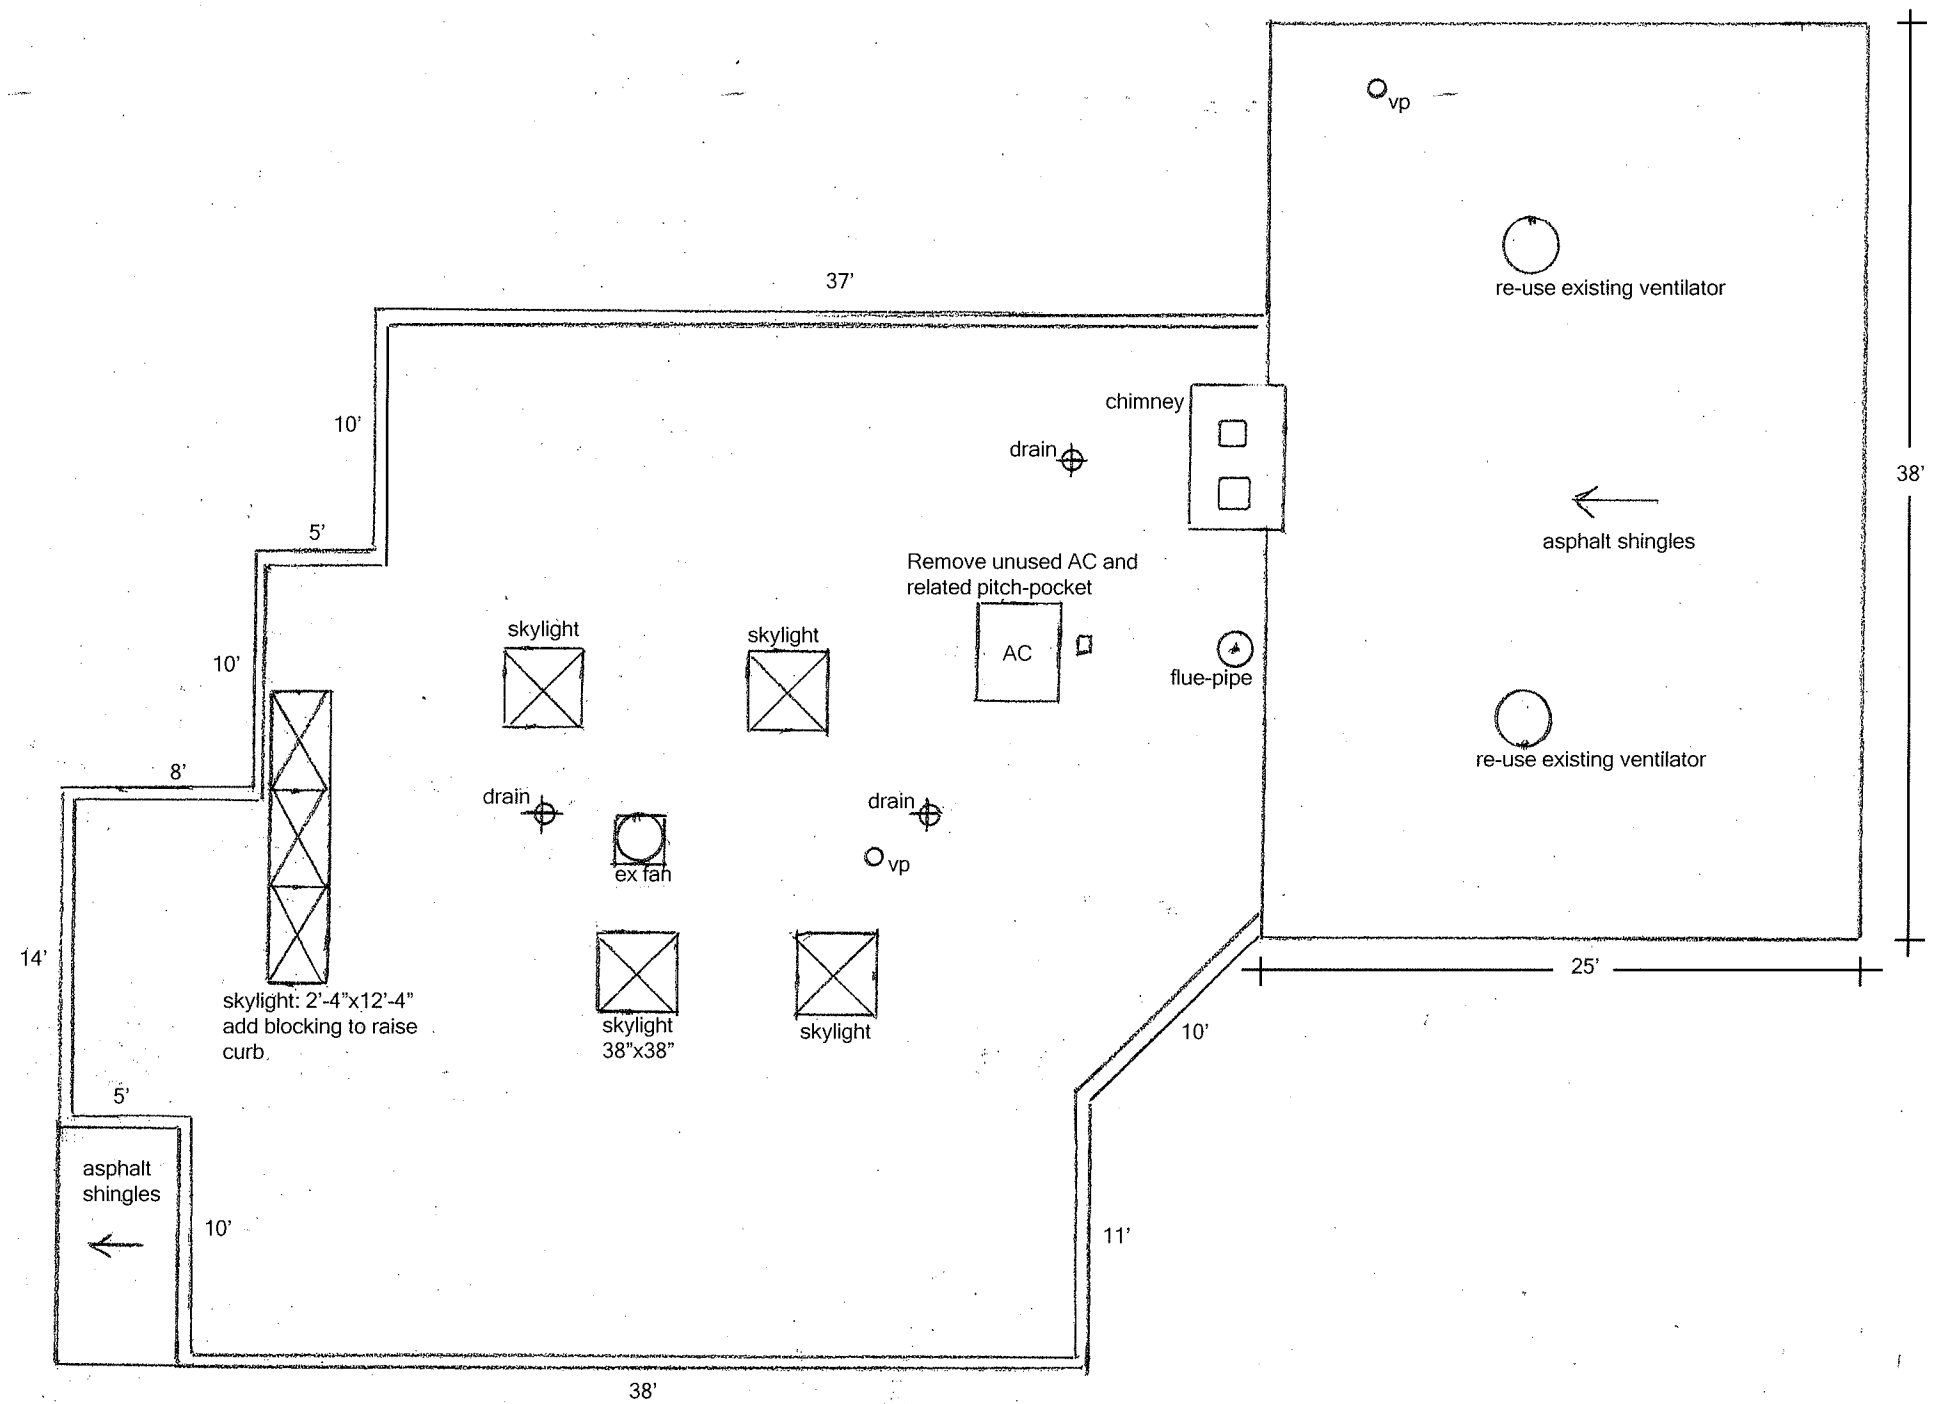 vp
re-use existing ventilator
37’
chimney
10’
drain
38’
5’
asphalt shingles
Remove unused AC and
related pitch-pocket
skylight
skylight
AC
10’
flue-pipe
re-use existing ventilator
8’
drain
drain
vp
ex fan
14’
25’
skylight: 2’-4”x12’-4”
add blocking to raise
curb
skylight
38”x38”
skylight
10’
5’
asphalt
shingles
10’
11’
38’